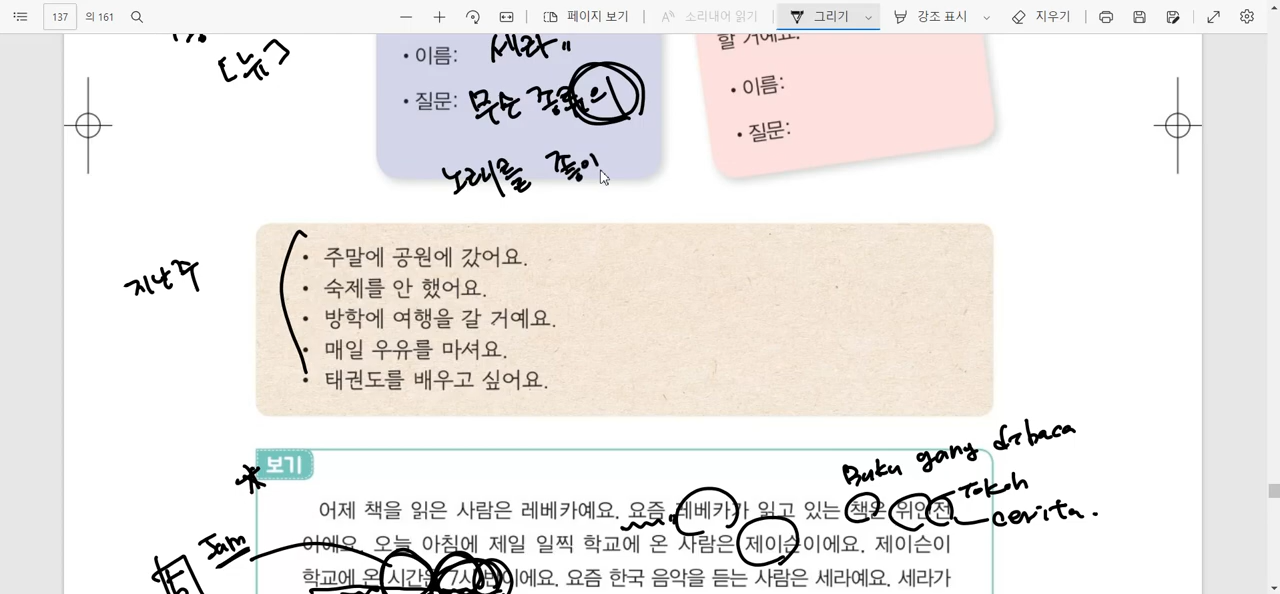 137 의 161 페이지 보기 소리내어 읽기 그리기 강조 표시 지우기
할 거예요.
• 이름: 세라
[뉴]
• 이름:
• 질문: 무슨 의
• 질문:
노래를
지난주
• 주말에 공원에 갔어요.
• 숙제를 안 했어요.
• 방학에 여행을 갈 거예요.
• 매일 우유를 마셔요.
• 태권도를 배우고 싶어요.
Buku yang dibaca
보기
Tokoh
어제 책을 읽은 사람은 레베카예요. 요즘 레베카가 읽고 있는 책은 위인전
cerita.
이에요. 오늘 아침에 제일 일찍 학교에 온 사람은 제이슨이에요. 제이슨이
Jam
학교에 온 시간은 7시 반이에요. 요즘 한국 음악을 듣는 사람은 세라예요. 세라가